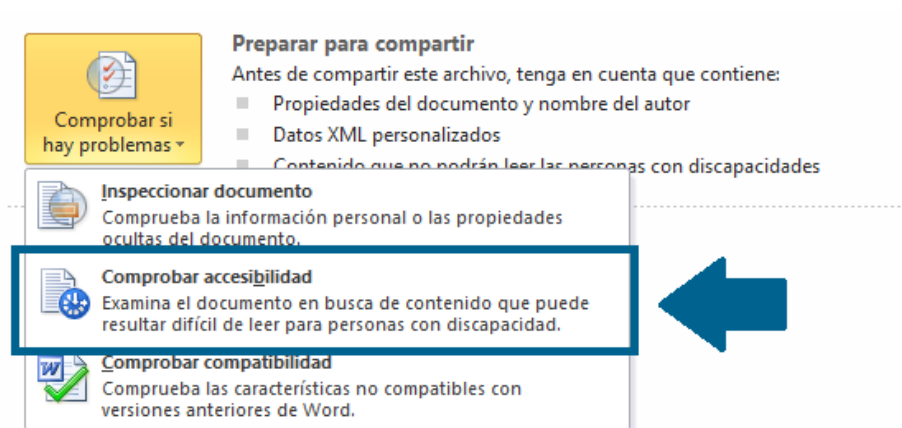 Preparar para compartir
Antes de compartir este archivo, tenga en cuenta que contiene:
Propiedades del documento y nombre del autor
Datos XML personalizados
Contenido que no podrán leer las personas con discapacidades
Comprobar si
hay problemas
Inspeccionar documento
Comprueba la información personal o las propiedades
ocultas del documento.
Comprobar accesibilidad
Examina el documento en busca de contenido que puede
resultar difícil de leer para personas con discapacidad.
Comprobar compatibilidad
Comprueba las características no compatibles con
versiones anteriores de Word.